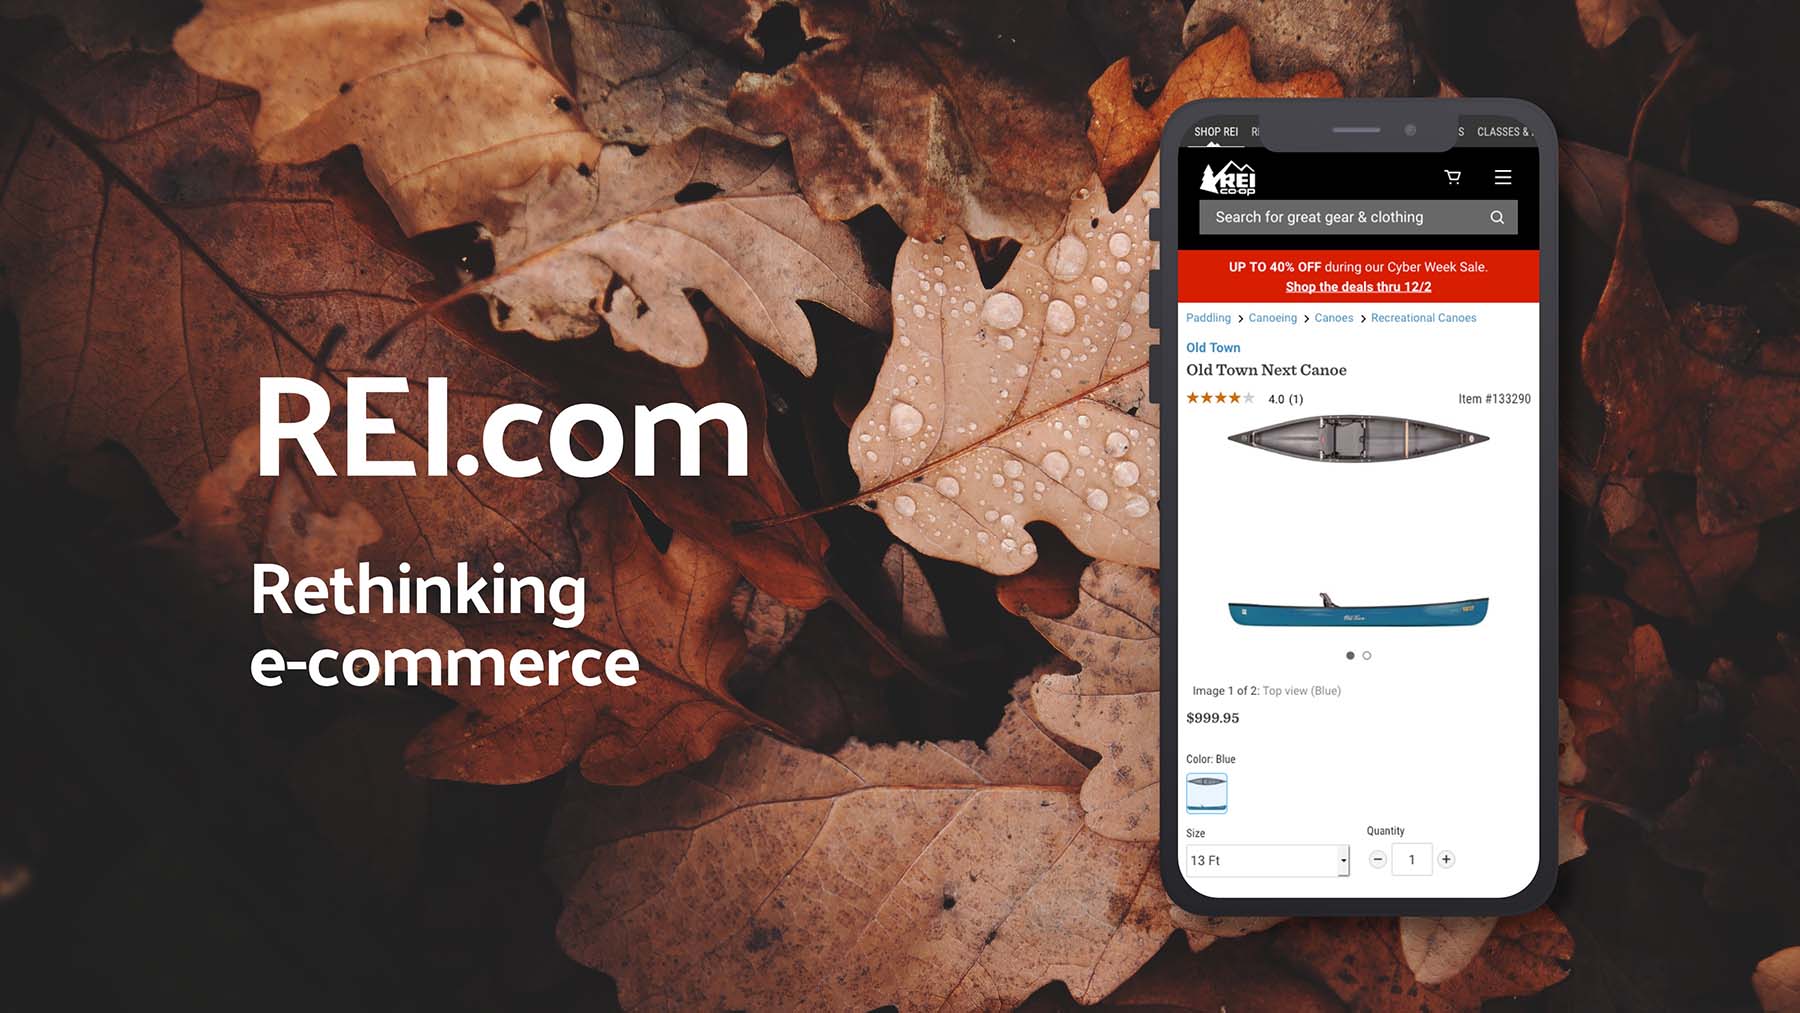 REI.com
Rethinking
e-commerce
SHOP REI
CLASSES &
REI
co·op
Search for great gear & clothing
UP TO 40% OFF during our Cyber Week Sale.
Shop the deals thru 12/2
Paddling > Canoeing > Canoes > Recreational Canoes
Old Town
Old Town Next Canoe
4.0 (1) Item #133290
Old Town
Image 1 of 2: Top view (Blue)
$999.95
Color: Blue
Size Quantity
13 Ft − 1 +